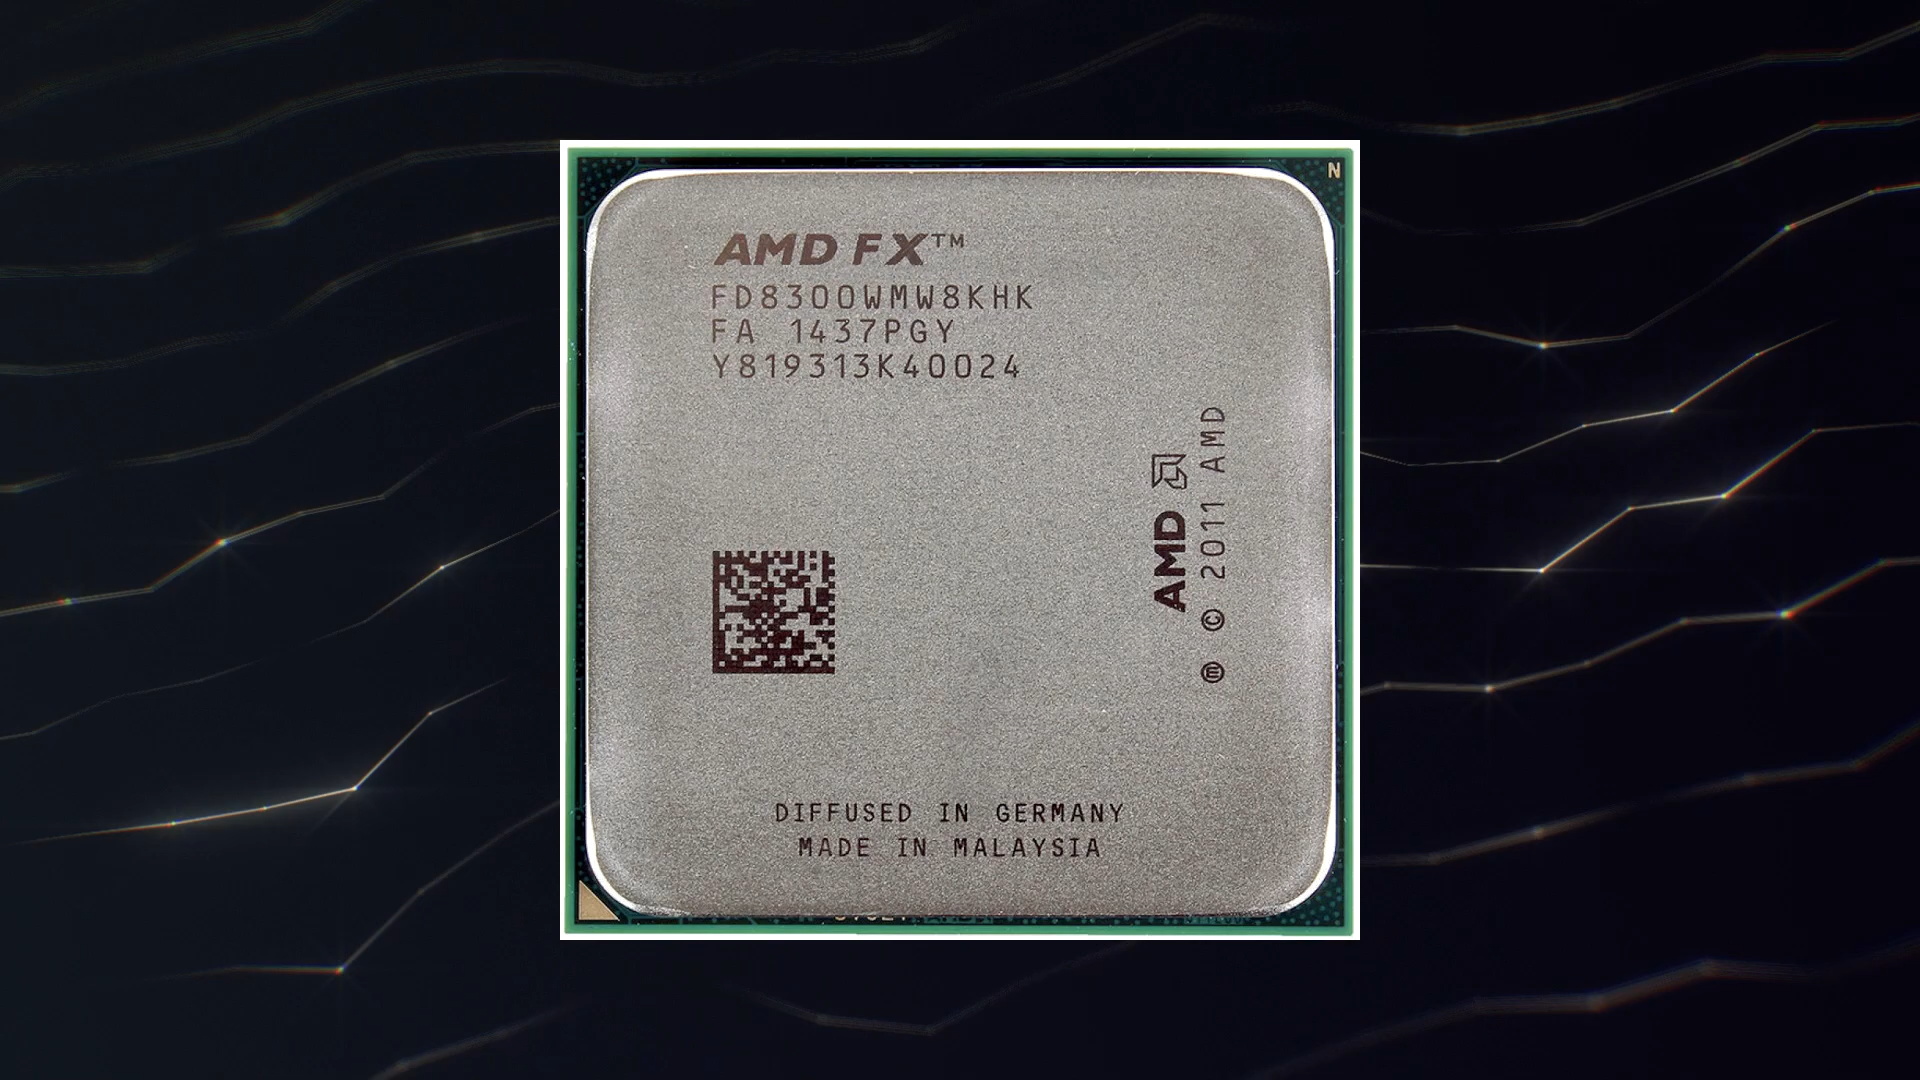 N
AMD FX™
FD8300WMW8KHK
FA 1437PGY
Y819313K40024
AMD
ⓜ © 2011 AMD
DIFFUSED IN GERMANY
MADE IN MALAYSIA